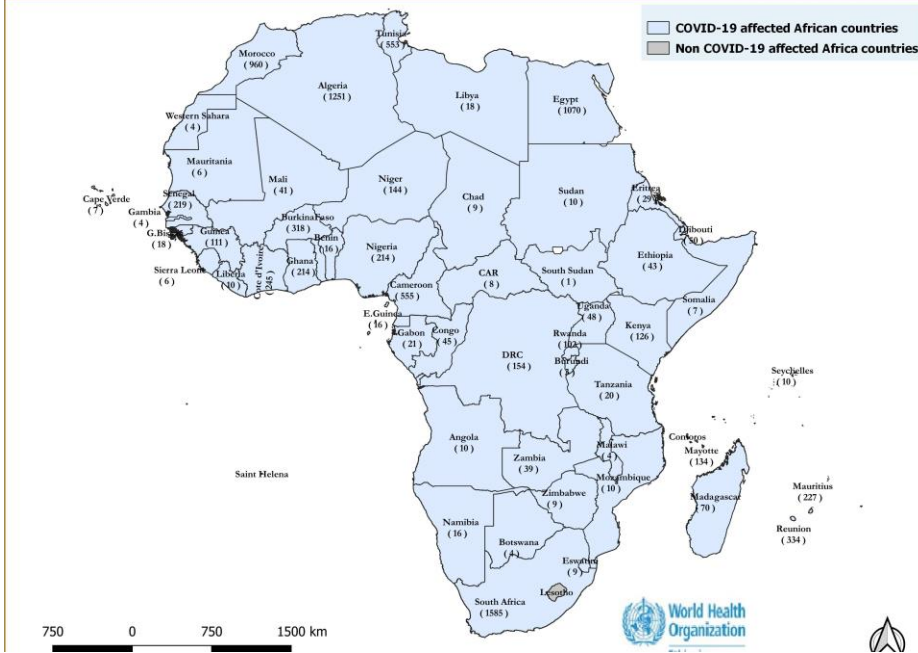 COVID-19 affected African countries
Non COVID-19 affected Africa countries
Tunisia
( 553 )
Morocco
( 960 )
Algeria
( 1251 )
Libya
( 18 )
Egypt
( 1070 )
Western Sahara
( 4 )
Mauritania
( 6 )
Mali
( 41 )
Niger
( 144 )
Chad
( 9 )
Sudan
( 10 )
Eritrea
( 29 )
Cape Verde
( 7 )
Senegal
( 219 )
Gambia
( 4 )
G.Bissau
( 18 )
Guinea
( 111 )
Burkina Faso
( 318 )
Benin
( 16 )
Djibouti
( 50 )
Nigeria
( 214 )
Ghana
( 214 )
Cote d'Ivoire
( 245 )
Sierra Leone
( 6 )
Liberia
( 10 )
Cameroon
( 555 )
CAR
( 8 )
South Sudan
( 1 )
Ethiopia
( 43 )
Somalia
( 7 )
E.Guinea
( 16 )
Gabon
( 21 )
Congo
( 45 )
DRC
( 154 )
Uganda
( 48 )
Kenya
( 126 )
Rwanda
Burundi
Tanzania
( 20 )
Seychelles
( 10 )
Angola
( 10 )
Zambia
( 39 )
Malawi
( 4 )
Comoros
Mayotte
( 134 )
Saint Helena
Mozambique
( 10 )
Madagascar
( 70 )
Mauritius
( 227 )
Zimbabwe
( 9 )
Reunion
( 334 )
Namibia
( 16 )
Botswana
( 4 )
Eswatini
( 9 )
Lesotho
South Africa
( 1585 )
World Health
Organization
750 0 750 1500 km